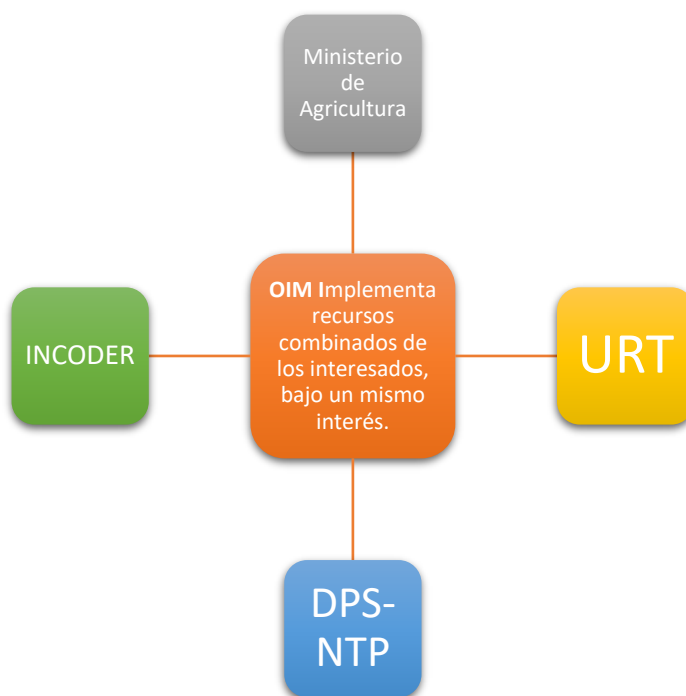 Ministerio
de
Agricultura
OIM Implementa
recursos
combinados de
los interesados,
bajo un mismo
interés.
INCODER
URT
DPS-
NTP